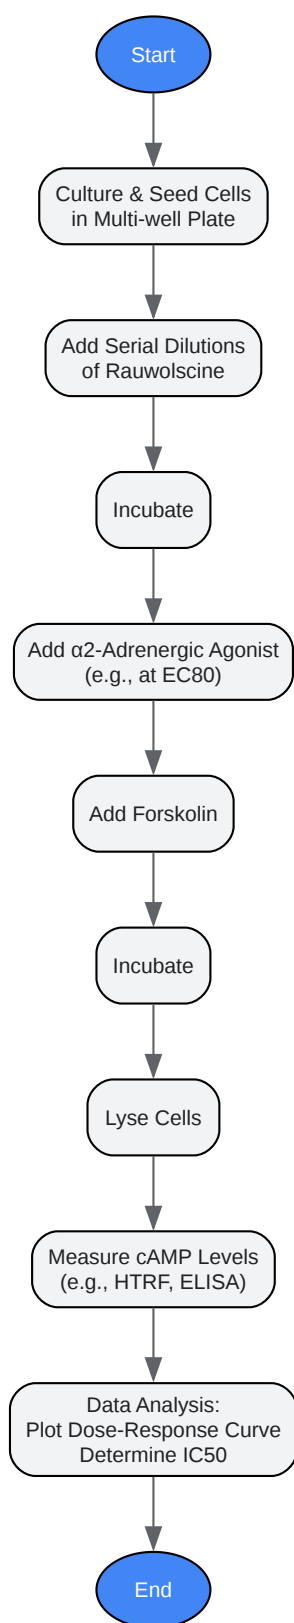 Start
Culture & Seed Cells
in Multi-well Plate
Add Serial Dilutions
of Rauwolscine
Incubate
Add α2-Adrenergic Agonist
(e.g., at EC80)
Add Forskolin
Incubate
Lyse Cells
Measure cAMP Levels
(e.g., HTRF, ELISA)
Data Analysis:
Plot Dose-Response Curve
Determine IC50
End